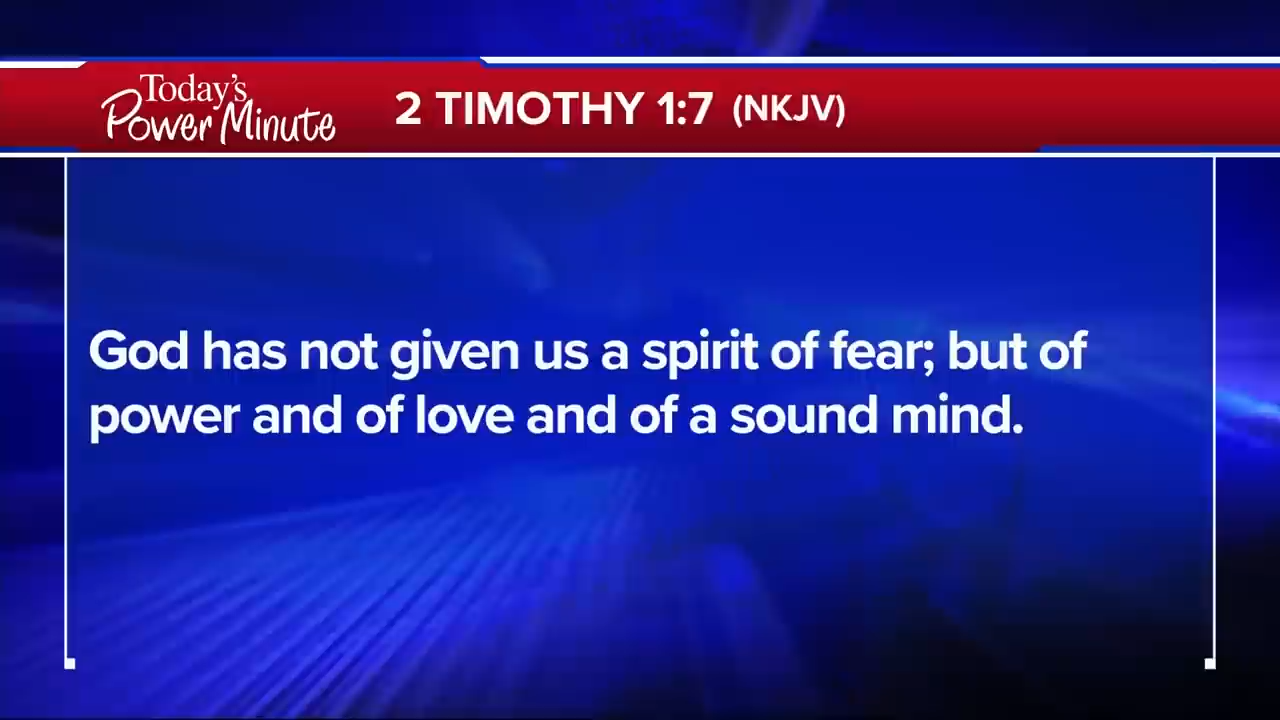 Today's
Power Minute
2 TIMOTHY 1:7 (NKJV)
God has not given us a spirit of fear; but of
power and of love and of a sound mind.